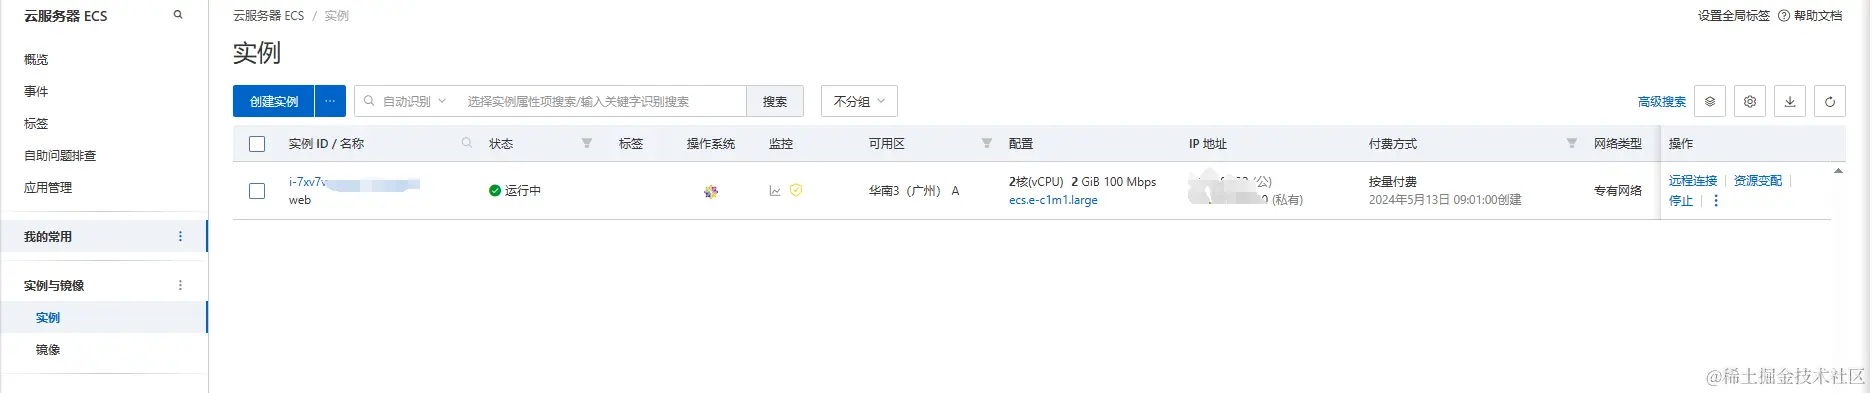 云服务器 ECS
概览
事件
标签
自助问题排查
应用管理
我的常用
实例与镜像
实例
镜像
云服务器 ECS / 实例
设置全局标签 帮助文档
实例
创建实例 ··· 自动识别 选择实例属性项搜索/输入关键字识别搜索 搜索 不分组 高级搜索
实例 ID / 名称 状态 标签 操作系统 监控 可用区 配置 IP 地址 付费方式 网络类型 操作
i-7xv7v
web
运行中
华南3（广州） A
2核(vCPU) 2 GiB 100 Mbps
ecs.e-c1m1.large
(公)
(私有)
按量付费
2024年5月13日 09:01:00创建
专有网络
远程连接 资源变配
停止
@稀土掘金技术社区